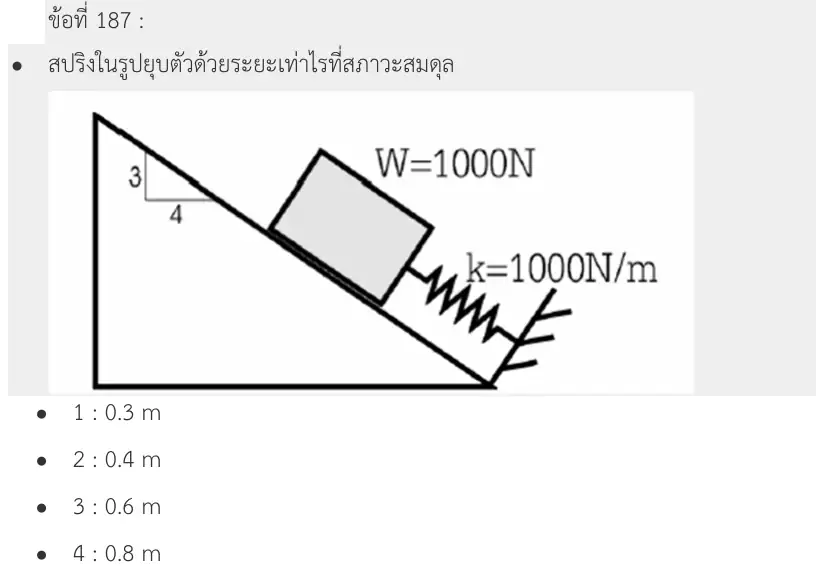 ข้อที่ 187 :
สปริงในรูปยุบตัวด้วยระยะเท่าไรที่สภาวะสมดุล
W=1000N
3
4
k=1000N/m
1 : 0.3 m
2 : 0.4 m
3 : 0.6 m
4 : 0.8 m